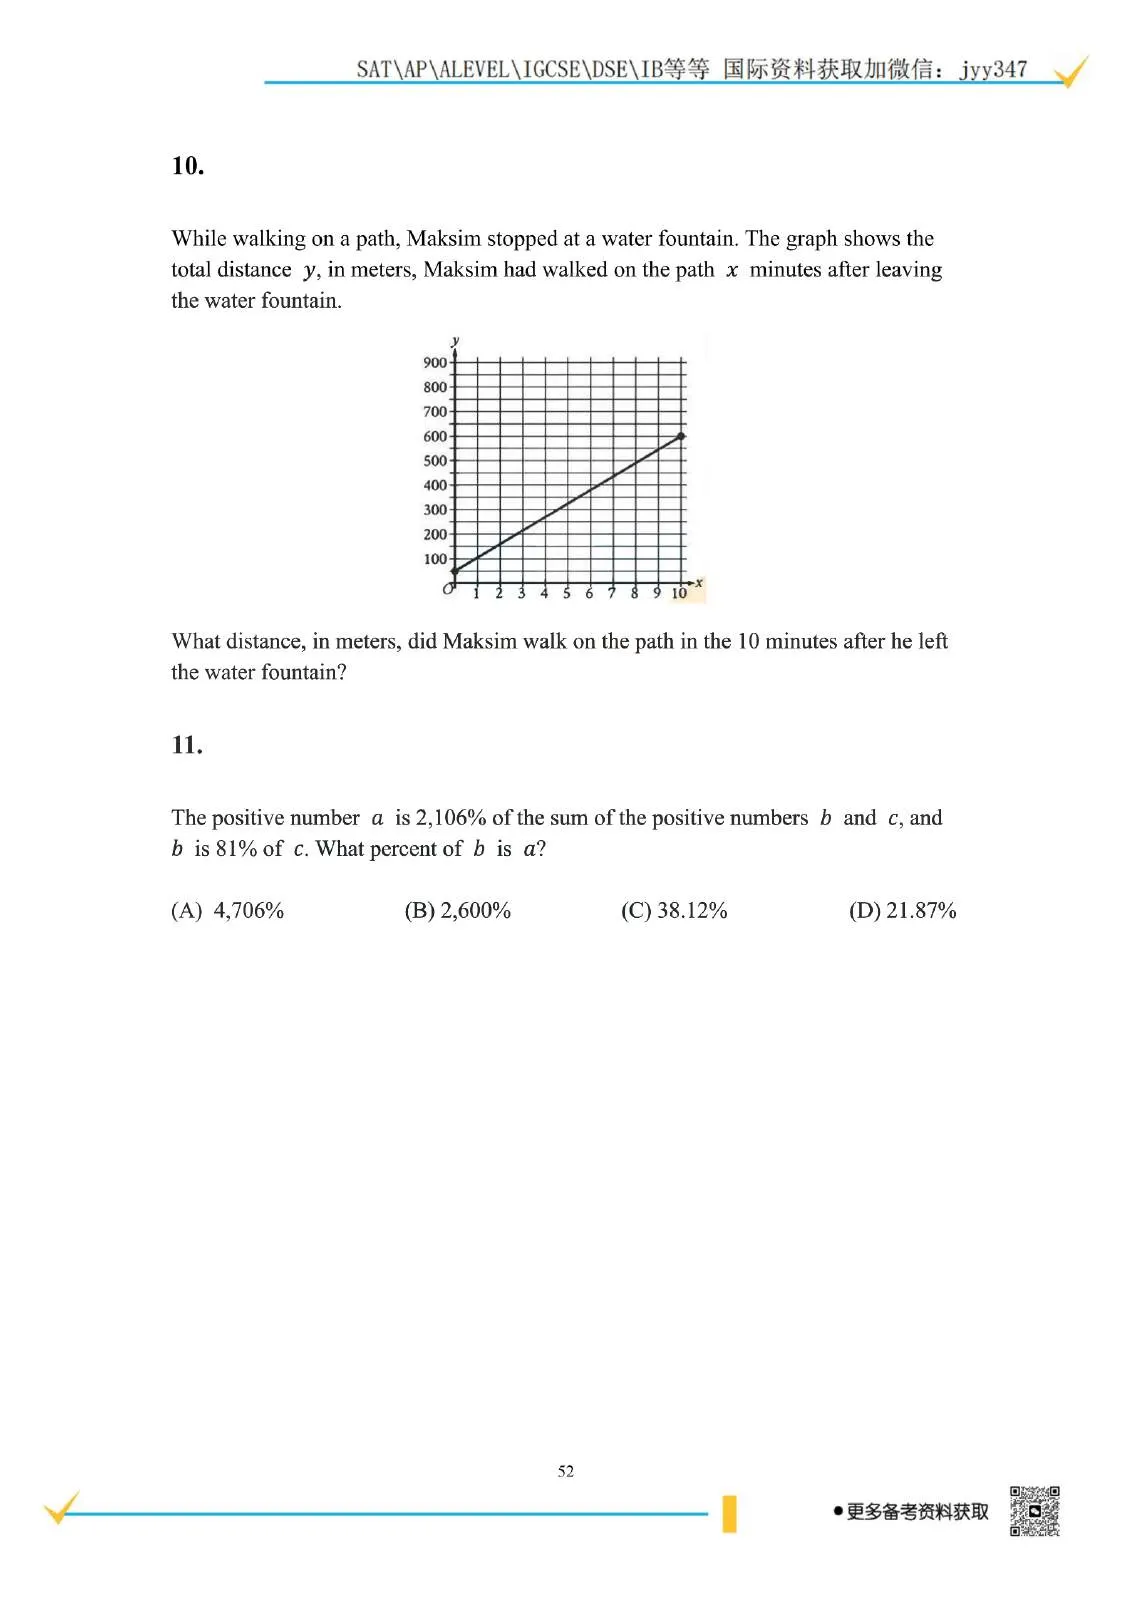 SAT\AP\ALEVEL\IGCSE\DSE\IB等等 国际资料获取加微信：jyy347
10.
While walking on a path, Maksim stopped at a water fountain. The graph shows the
total distance y, in meters, Maksim had walked on the path x minutes after leaving
the water fountain.
y
900
800
700
600
500
400
300
200
100
O 1 2 3 4 5 6 7 8 9 10 x
What distance, in meters, did Maksim walk on the path in the 10 minutes after he left
the water fountain?
11.
The positive number a is 2,106% of the sum of the positive numbers b and c, and
b is 81% of c. What percent of b is a?
(A) 4,706% (B) 2,600% (C) 38.12% (D) 21.87%
52
●更多备考资料获取